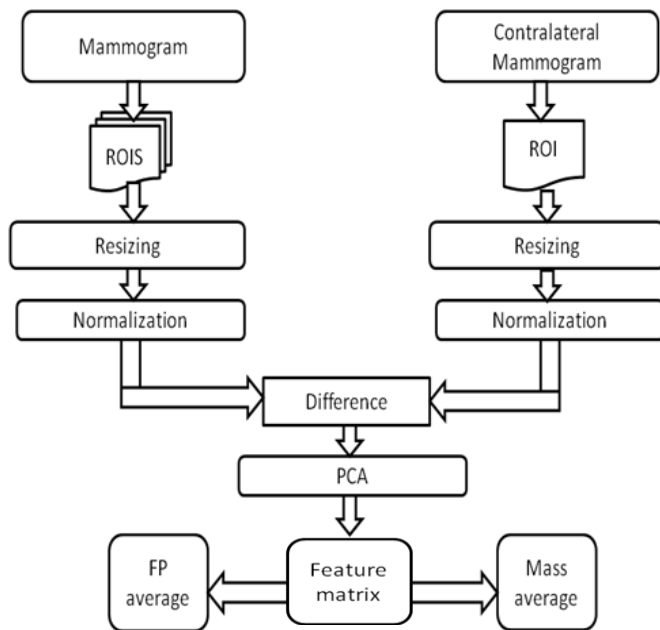 Mammogram
Contralateral
Mammogram
ROIS
ROI
Resizing
Resizing
Normalization
Normalization
Difference
PCA
FP
average
Feature
matrix
Mass
average